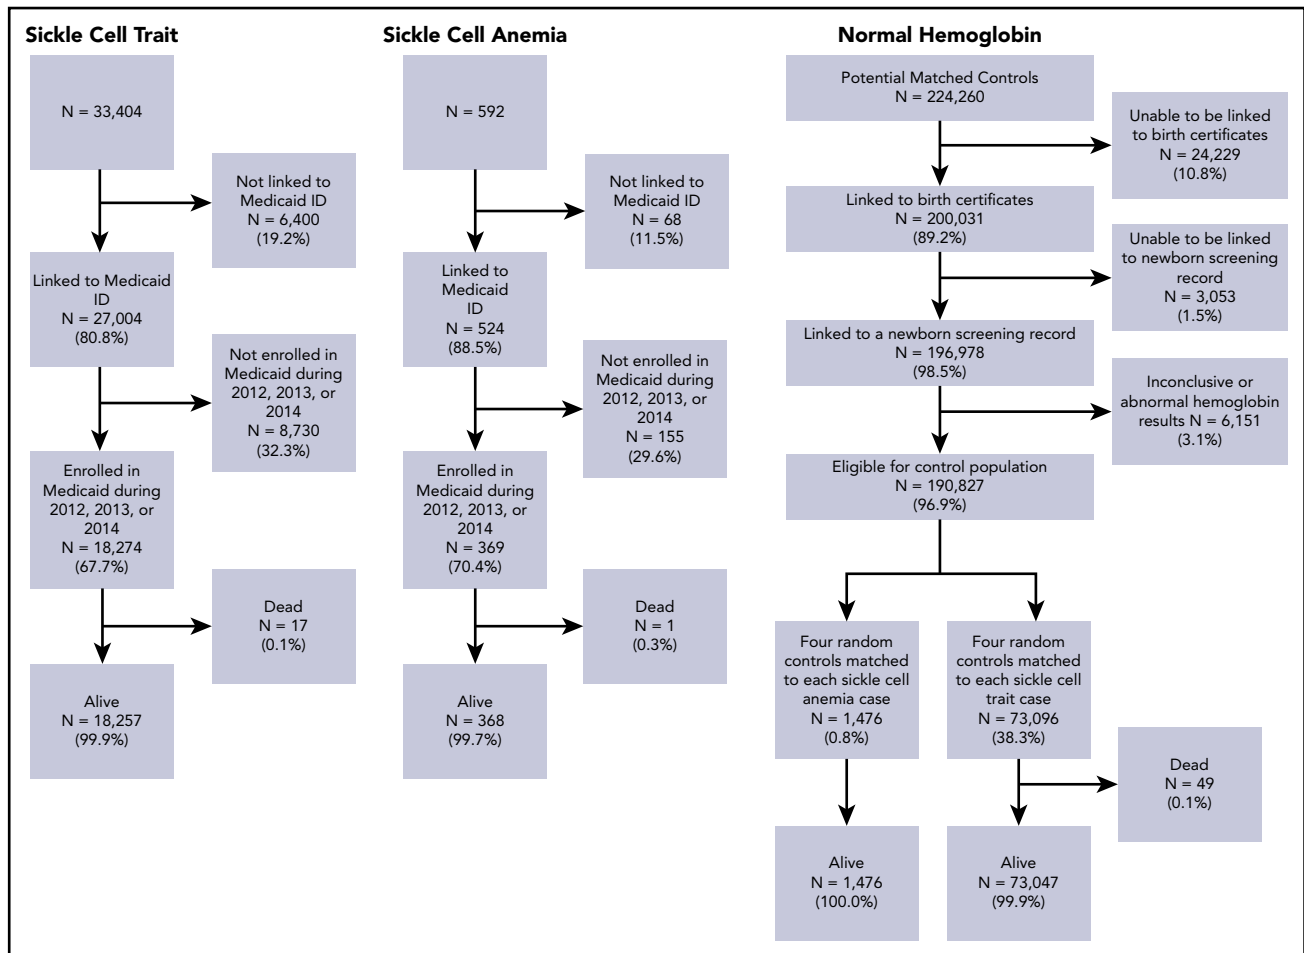 Sickle Cell Trait
N = 33,404
Not linked to
Medicaid ID
N = 6,400
(19.2%)
Linked to Medicaid
ID
N = 27,004
(80.8%)
Not enrolled in
Medicaid during
2012, 2013, or
2014
N = 8,730
(32.3%)
Enrolled in
Medicaid during
2012, 2013, or
2014
N = 18,274
(67.7%)
Dead
N = 17
(0.1%)
Alive
N = 18,257
(99.9%)
Sickle Cell Anemia
N = 592
Not linked to
Medicaid ID
N = 68
(11.5%)
Linked to
Medicaid
ID
N = 524
(88.5%)
Not enrolled in
Medicaid during
2012, 2013, or
2014
N = 155
(29.6%)
Enrolled in
Medicaid during
2012, 2013, or
2014
N = 369
(70.4%)
Dead
N = 1
(0.3%)
Alive
N = 368
(99.7%)
Normal Hemoglobin
Potential Matched Controls
N = 224,260
Unable to be linked
to birth certificates
N = 24,229
(10.8%)
Linked to birth certificates
N = 200,031
(89.2%)
Unable to be linked
to newborn screening
record
N = 3,053
(1.5%)
Linked to a newborn screening record
N = 196,978
(98.5%)
Inconclusive or
abnormal hemoglobin
results N = 6,151
(3.1%)
Eligible for control population
N = 190,827
(96.9%)
Four random
controls matched
to each sickle cell
anemia case
N = 1,476
(0.8%)
Four random
controls matched
to each sickle cell
trait case
N = 73,096
(38.3%)
Dead
N = 49
(0.1%)
Alive
N = 1,476
(100.0%)
Alive
N = 73,047
(99.9%)